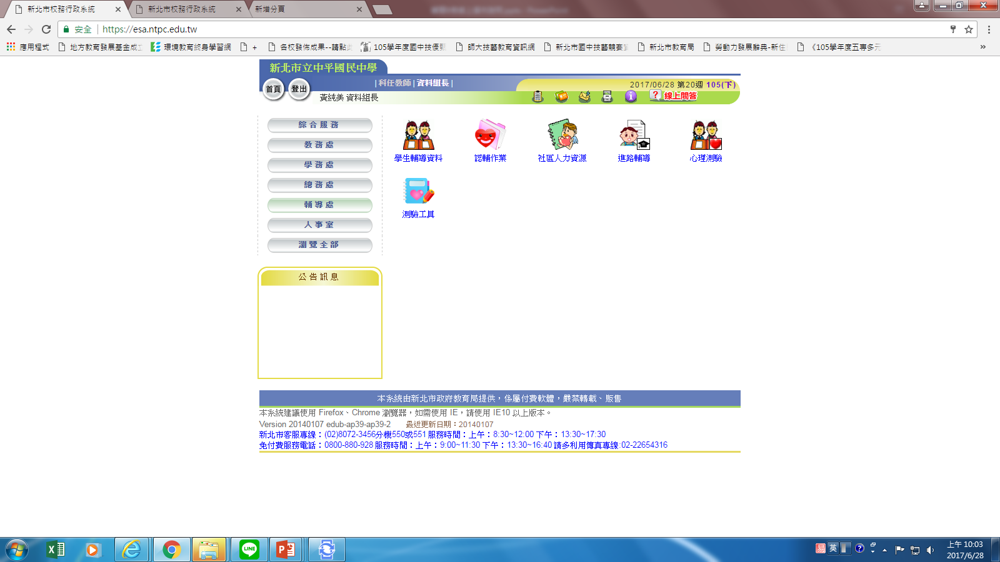 新北市校務行政系統
新北市校務行政系統
新增分頁
安全 https://esa.ntpc.edu.tw
應用程式 地方教育發展基金成立 環境教育終身學習網 + 各校發佈成果--請點此 105學年度國中技優甄 師大技藝教育資訊網 新北市國中技藝競賽資 新北市教育局 勞動力發展辭典-新住 《105學年度五專多元 »
新北市立中平國民中學
首頁 登出
| 科任教師 | 資料組長 |
2017/06/28 第20週 105(下)
黃純美 資料組長
線上問答
綜合服務
教務處
學務處
總務處
輔導處
人事室
瀏覽全部
學生輔導資料 認輔作業 社區人力資源 進路輔導 心理測驗
測驗工具
公告訊息
本系統由新北市政府教育局提供，係屬付費軟體，嚴禁轉載、販售
本系統建議使用 Firefox、Chrome 瀏覽器，如需使用 IE，請使用 IE10 以上版本。
Version 20140107 edub-ap39-ap39-2 最近更新日期：20140107
新北市客服專線：(02)8072-3456分機550或551 服務時間：上午：8:30~12:00 下午：13:30~17:30
免付費服務電話：0800-880-928 服務時間：上午：9:00~11:30 下午：13:30~16:40 請多利用傳真專線:02-22654316
LINE
易 英
上午 10:03
2017/6/28